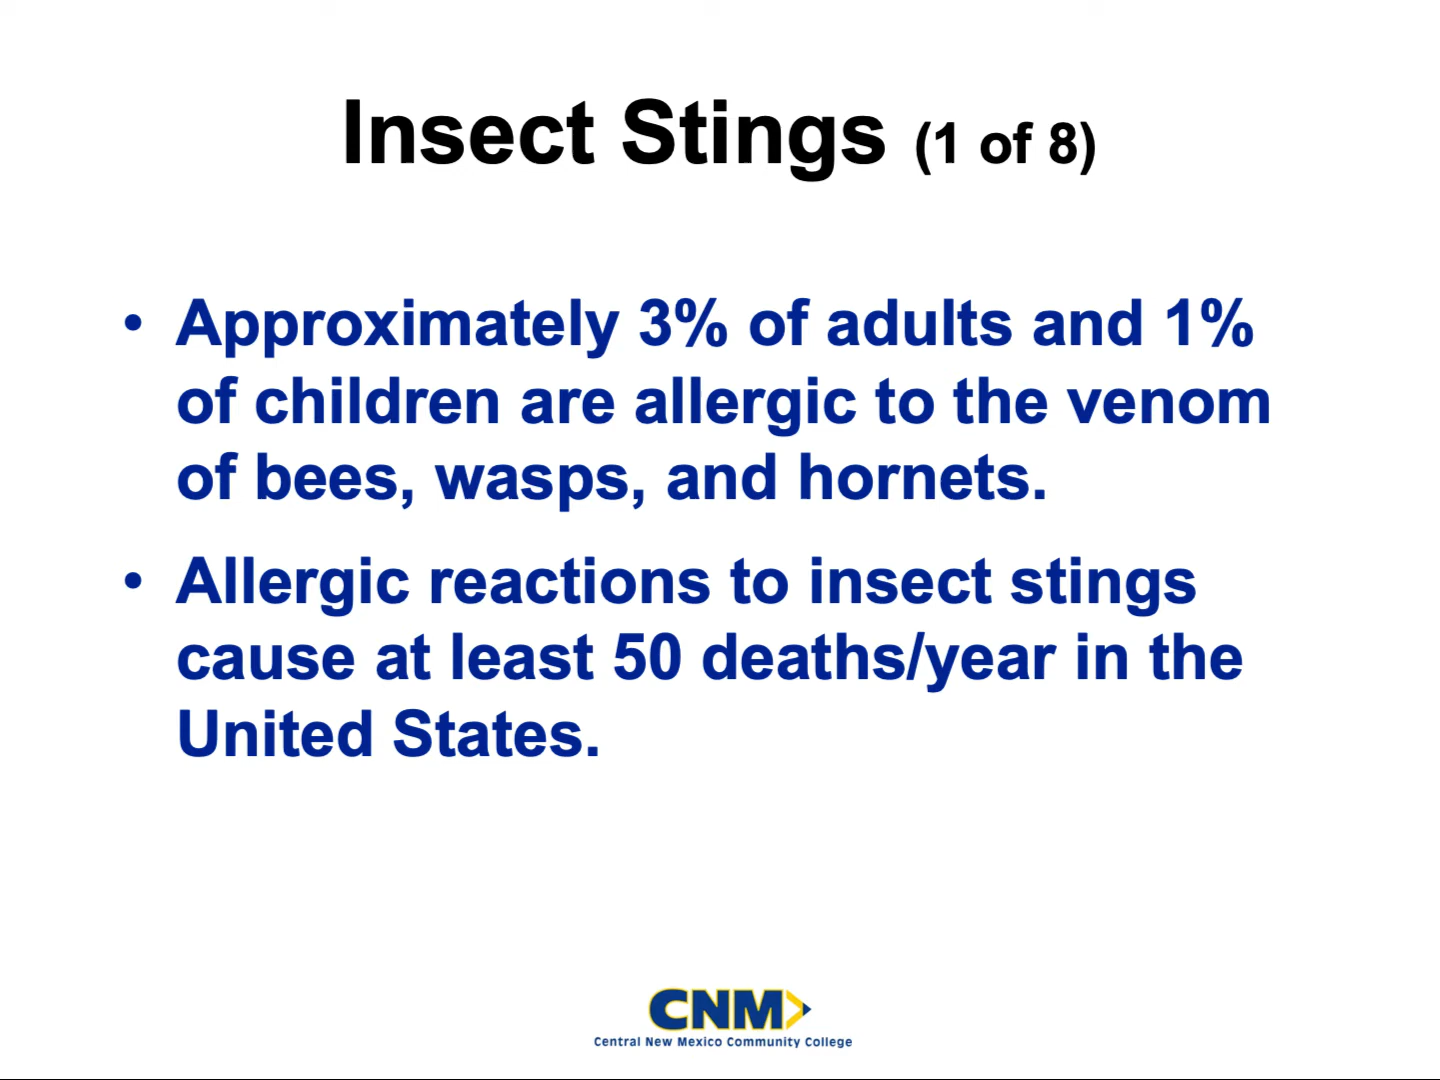 Insect Stings (1 of 8)
• Approximately 3% of adults and 1%
of children are allergic to the venom
of bees, wasps, and hornets.
• Allergic reactions to insect stings
cause at least 50 deaths/year in the
United States.
CNM
Central New Mexico Community College